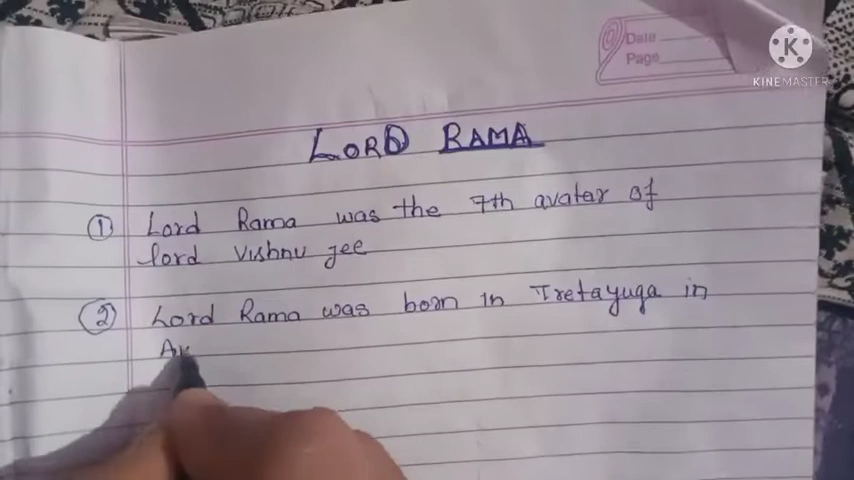 Date
Page
KINEMASTER
LORD RAMA
1 Lord Rama was the 7th avatar of
lord Vishnu jee
2 Lord Rama was born in Tretayuga in